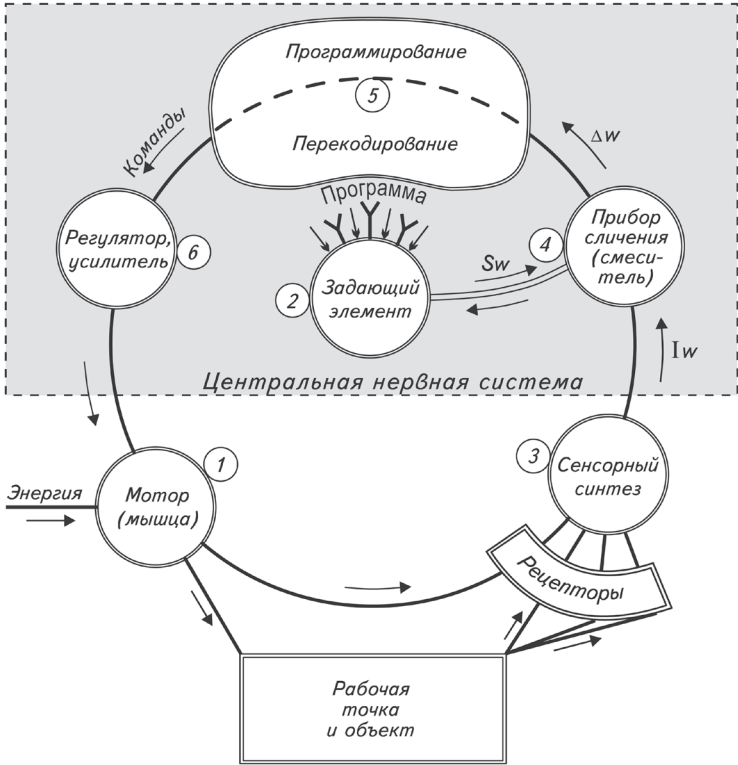 Программирование
5
Перекодирование
Команды
Δw
Программа
Регулятор,
усилитель
6
2
Задающий
элемент
Sw
4
Прибор
сличения
(смеси-
тель)
Iw
Центральная нервная система
1
3
Энергия
Мотор
(мышца)
Сенсорный
синтез
Рецепторы
Рабочая
точка
и объект